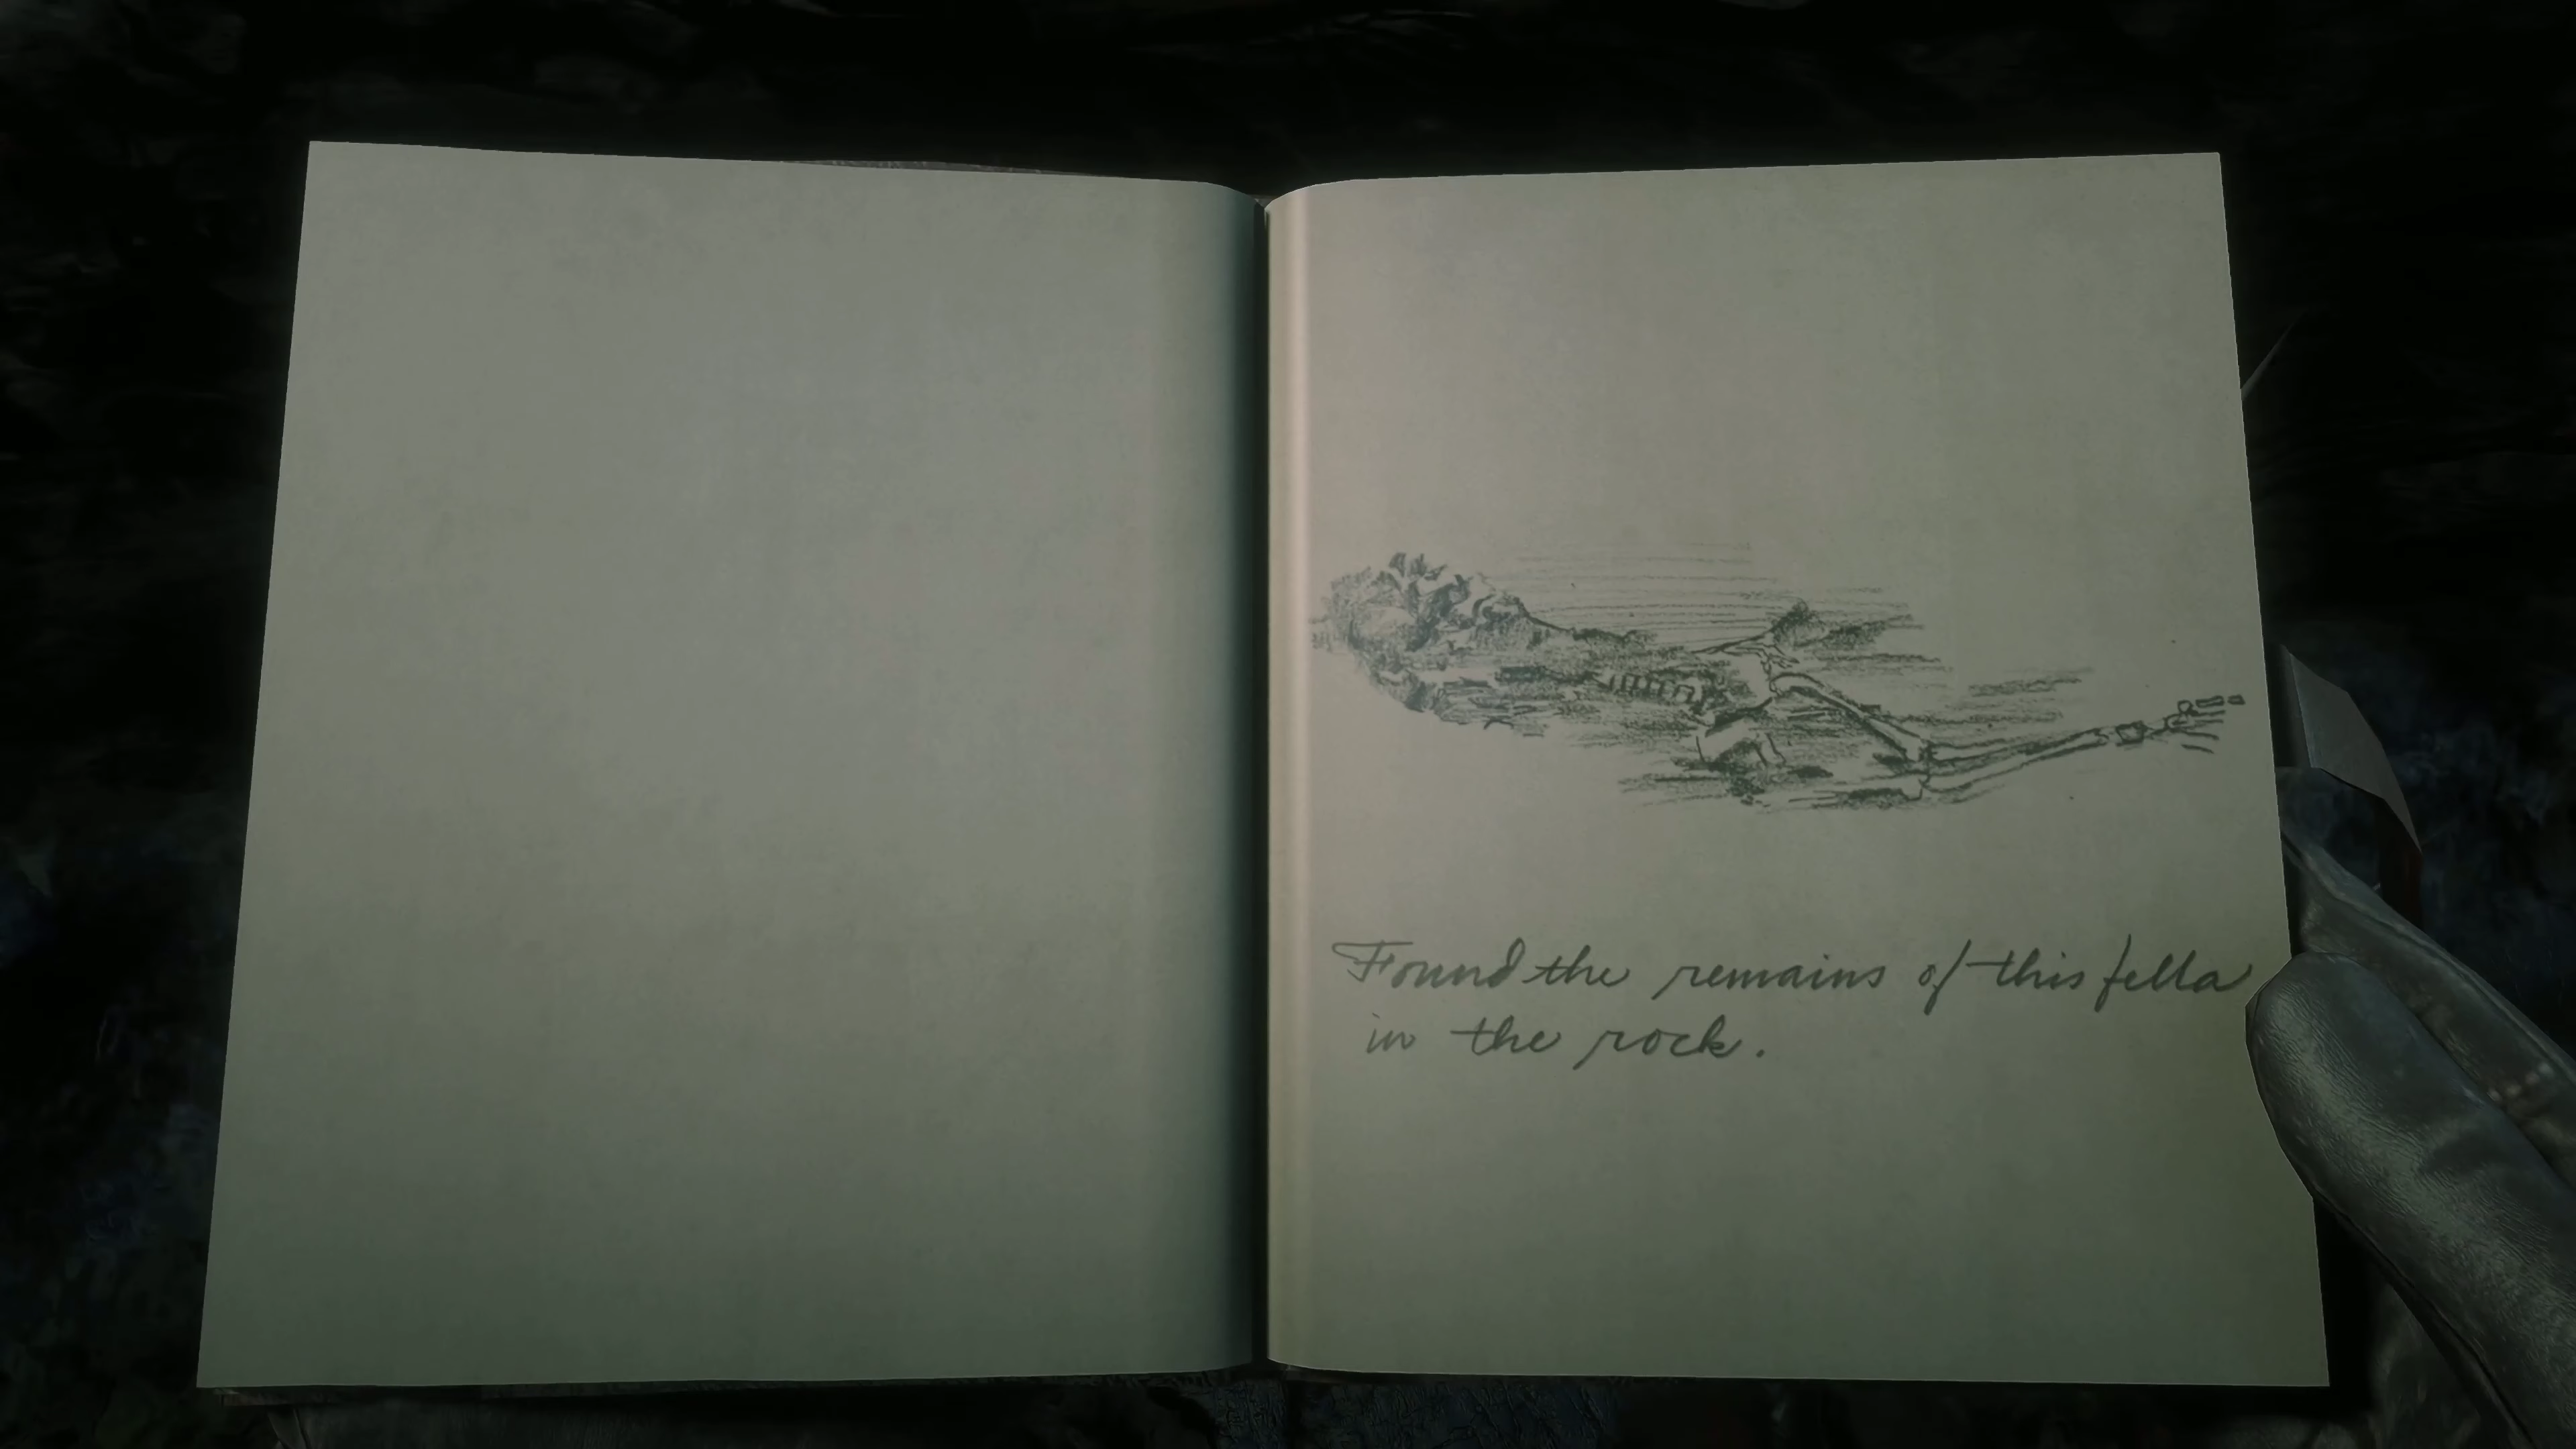 Found the remains of this fella
in the rock.